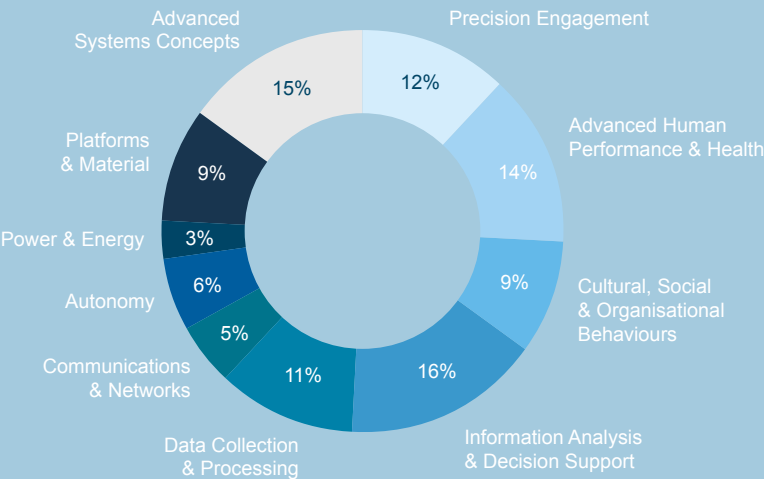 Advanced
Systems Concepts
15%
Precision Engagement
12%
Advanced Human
Performance & Health
14%
Cultural, Social
& Organisational
Behaviours
9%
Information Analysis
& Decision Support
16%
Data Collection
& Processing
11%
Communications
& Networks
5%
Autonomy
6%
Power & Energy
3%
Platforms
& Material
9%